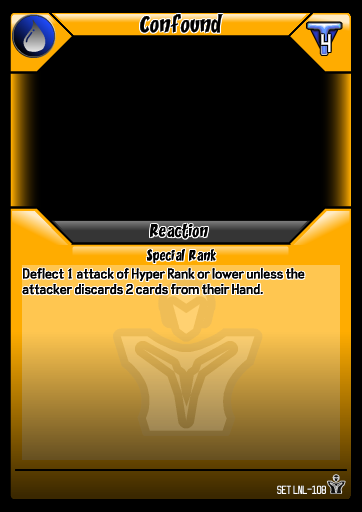 Confound
4
Reaction
Special Rank
Deflect 1 attack of Hyper Rank or lower unless the
attacker discards 2 cards from their Hand.
SET LNL-108